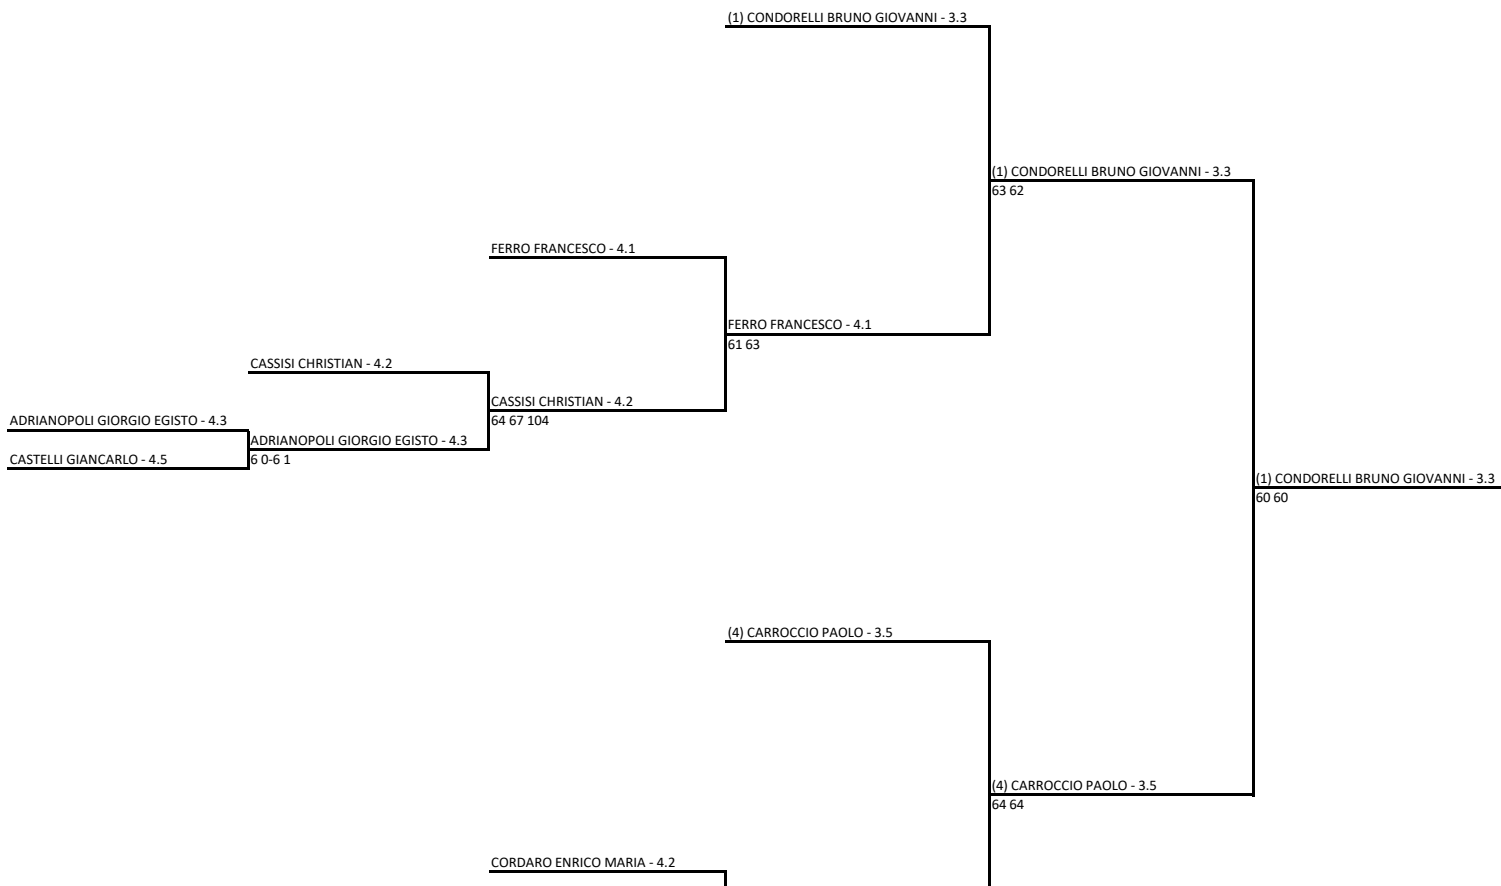 (1) CONDORELLI BRUNO GIOVANNI - 3.3
(1) CONDORELLI BRUNO GIOVANNI - 3.3
63 62
FERRO FRANCESCO - 4.1
FERRO FRANCESCO - 4.1
61 63
CASSISI CHRISTIAN - 4.2
CASSISI CHRISTIAN - 4.2
64 67 104
ADRIANOPOLI GIORGIO EGISTO - 4.3
ADRIANOPOLI GIORGIO EGISTO - 4.3
6 0-6 1
CASTELLI GIANCARLO - 4.5
(1) CONDORELLI BRUNO GIOVANNI - 3.3
60 60
(4) CARROCCIO PAOLO - 3.5
(4) CARROCCIO PAOLO - 3.5
64 64
CORDARO ENRICO MARIA - 4.2